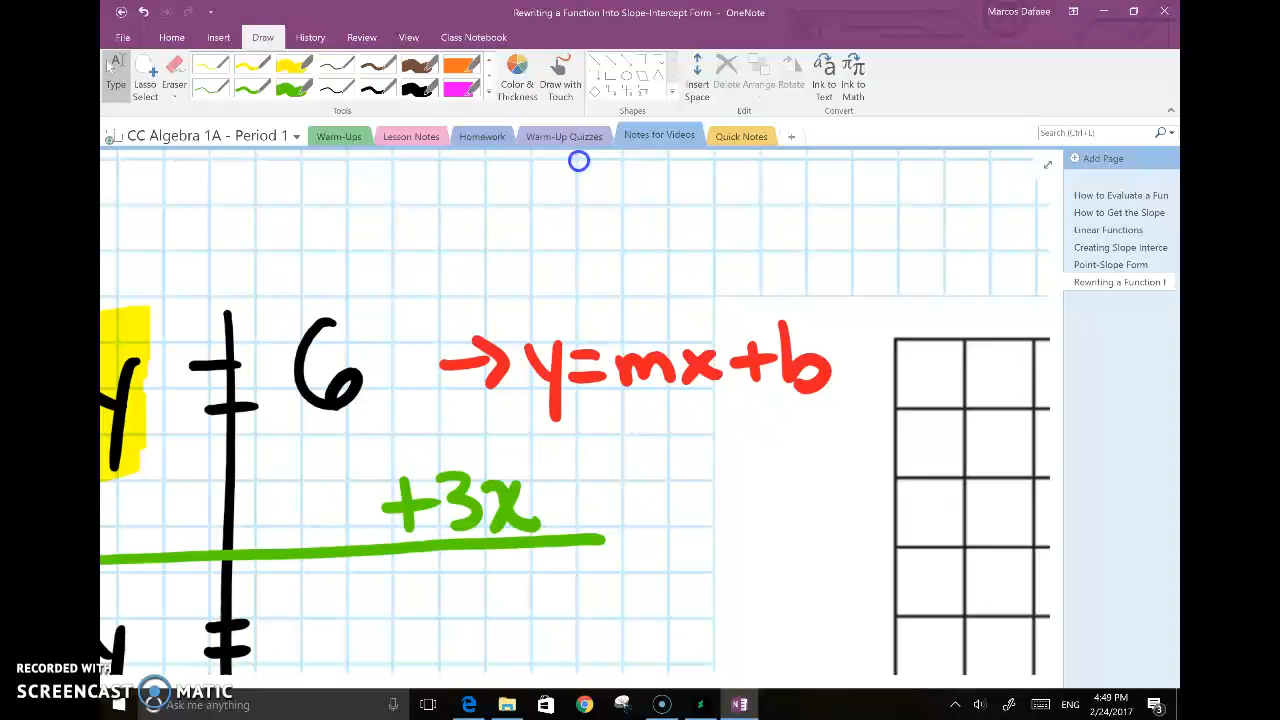 Rewriting a Function Into Slope-Intercept Form - OneNote
Marcos Dafaee
File Home Insert Draw History Review View Class Notebook
Type
Lasso Select
Eraser
Color & Thickness
Draw with Touch
Insert Space
Delete
Arrange
Rotate
Ink to Text
Ink to Math
Tools Shapes Edit Convert
CC Algebra 1A - Period 1
Warm-Ups Lesson Notes Homework Warm-Up Quizzes Notes for Videos Quick Notes
Search (Ctrl+E)
Add Page
How to Evaluate a Fun
How to Get the Slope
Linear Functions
Creating Slope Interce
Point-Slope Form
Rewriting a Function I
y = 6 → y=mx+b
+3x
y =
RECORDED WITH
SCREENCAST MATIC
Ask me anything
ENG
4:49 PM
2/24/2017